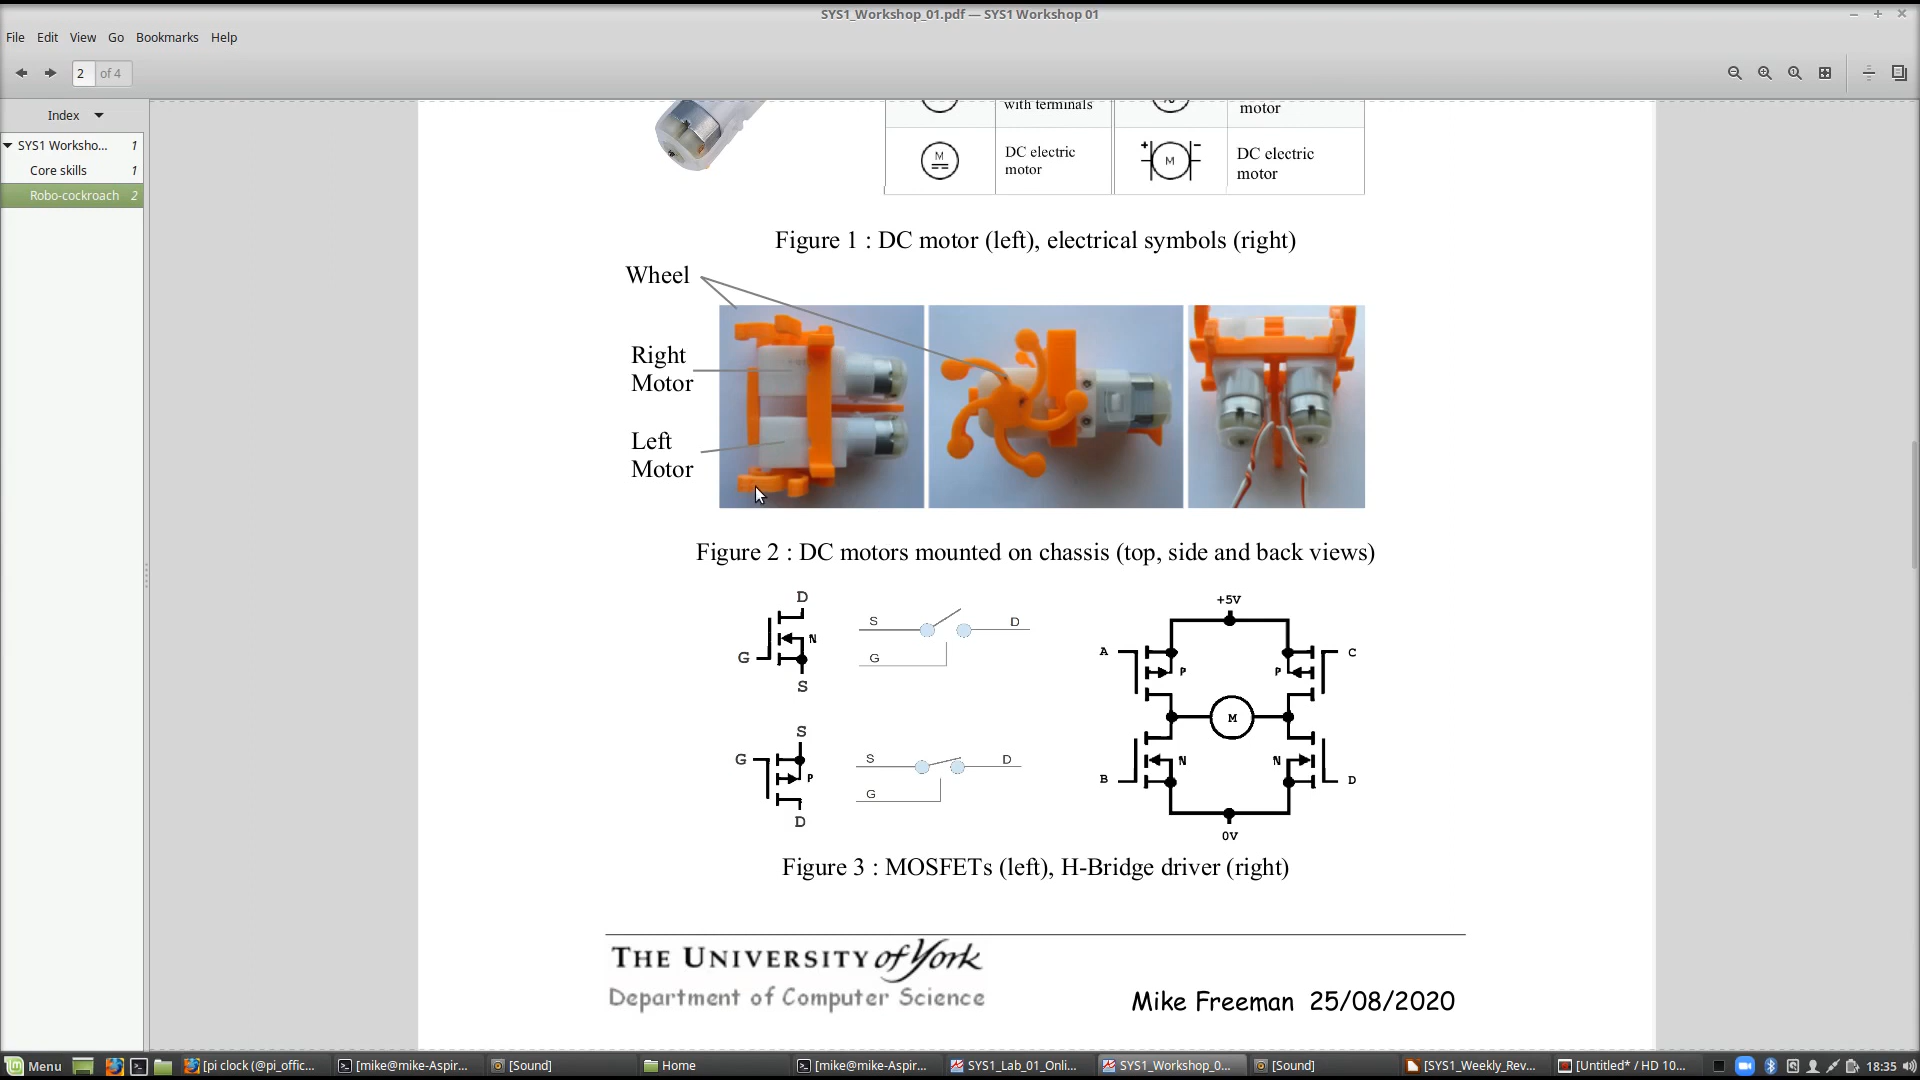 SYS1_Workshop_01.pdf — SYS1 Workshop 01
File Edit View Go Bookmarks Help
2 of 4
Index
SYS1 Worksho... 1
Core skills 1
Robo-cockroach 2
with terminals
motor
M
DC electric
motor
+ M -
DC electric
motor
Figure 1 : DC motor (left), electrical symbols (right)
Wheel
Right
Motor
Left
Motor
Figure 2 : DC motors mounted on chassis (top, side and back views)
D
N
G
S
S D
G
S
G
P
D
S D
G
+5V
A C
P P
M
N N
B D
0V
Figure 3 : MOSFETs (left), H-Bridge driver (right)
THE UNIVERSITY of York
Department of Computer Science
Mike Freeman 25/08/2020
Menu [pi clock (@pi_offic... [mike@mike-Aspir... [Sound] Home [mike@mike-Aspir... SYS1_Lab_01_Onli... SYS1_Workshop_0... [Sound] [SYS1_Weekly_Rev... [Untitled* / HD 10... 18:35